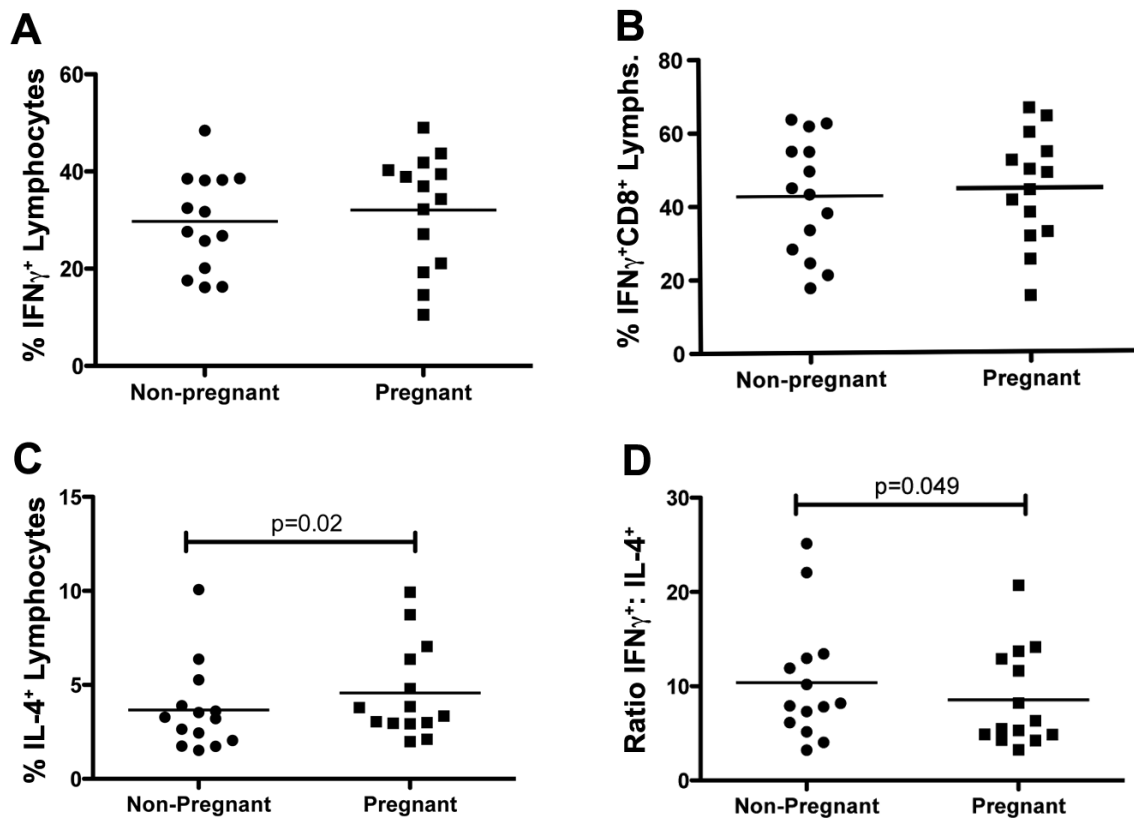 A
% IFNγ⁺ Lymphocytes
60
40
20
0
Non-pregnant
Pregnant
B
% IFNγ⁺CD8⁺ Lymphs.
80
60
40
20
0
Non-pregnant
Pregnant
C
% IL-4⁺ Lymphocytes
15
10
5
0
p=0.02
Non-Pregnant
Pregnant
D
Ratio IFNγ⁺: IL-4⁺
30
20
10
0
p=0.049
Non-Pregnant
Pregnant